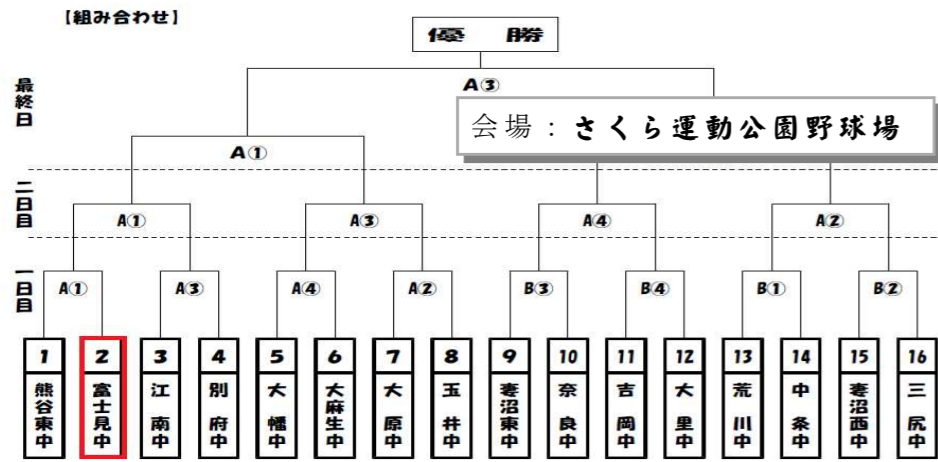 【組み合わせ】
優 勝
最終日
A③
会場：さくら運動公園野球場
A①
二日目
A① A③ A④ A②
一日目
A① A③ A④ A② B③ B④ B① B②
1 2 3 4 5 6 7 8 9 10 11 12 13 14 15 16
熊谷東中
富士見中
江南中
別府中
大幡中
大麻生中
大原中
玉井中
妻沼東中
奈良中
吉岡中
大里中
荒川中
中条中
妻沼西中
三尻中